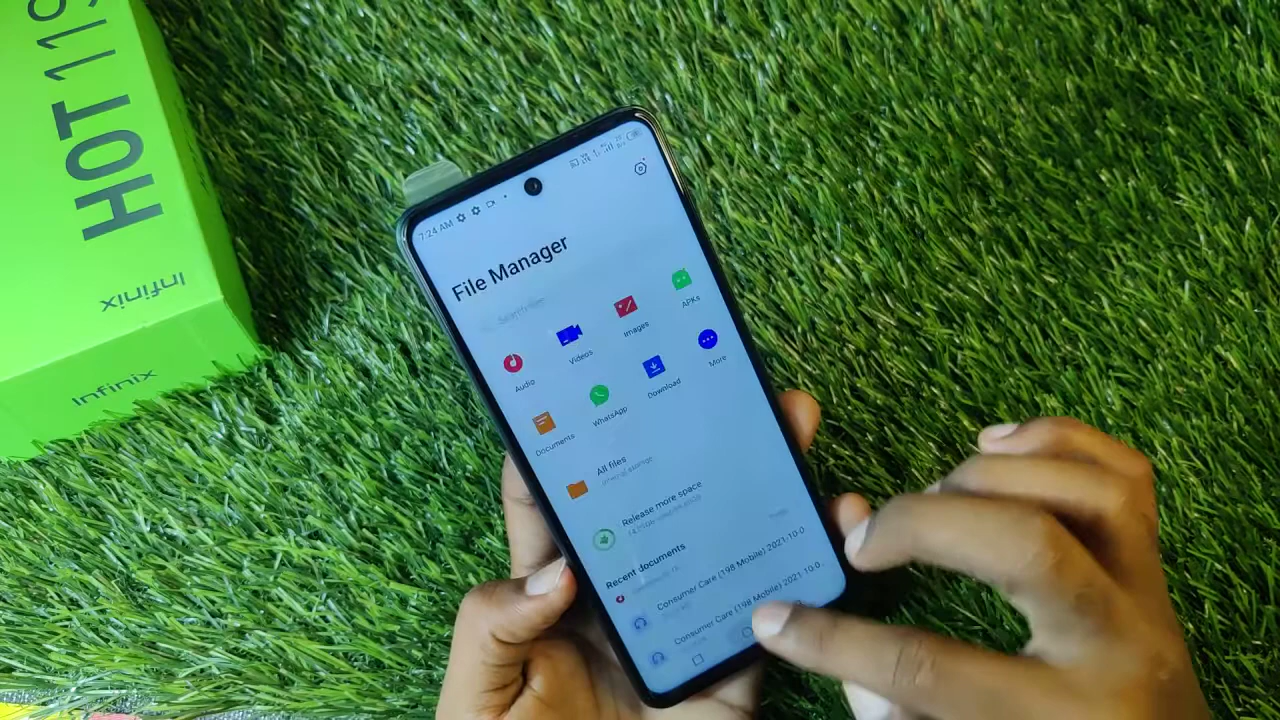 HOT 11S
Infinix
Infinix
7:24 AM
File Manager
Audio
Videos
Images
APKs
Documents
WhatsApp
Download
More
All files
Release more space
Recent documents
Consumer Care (198 Mobile) 2021-10-0
Consumer Care (198 Mobile) 2021-10.0..